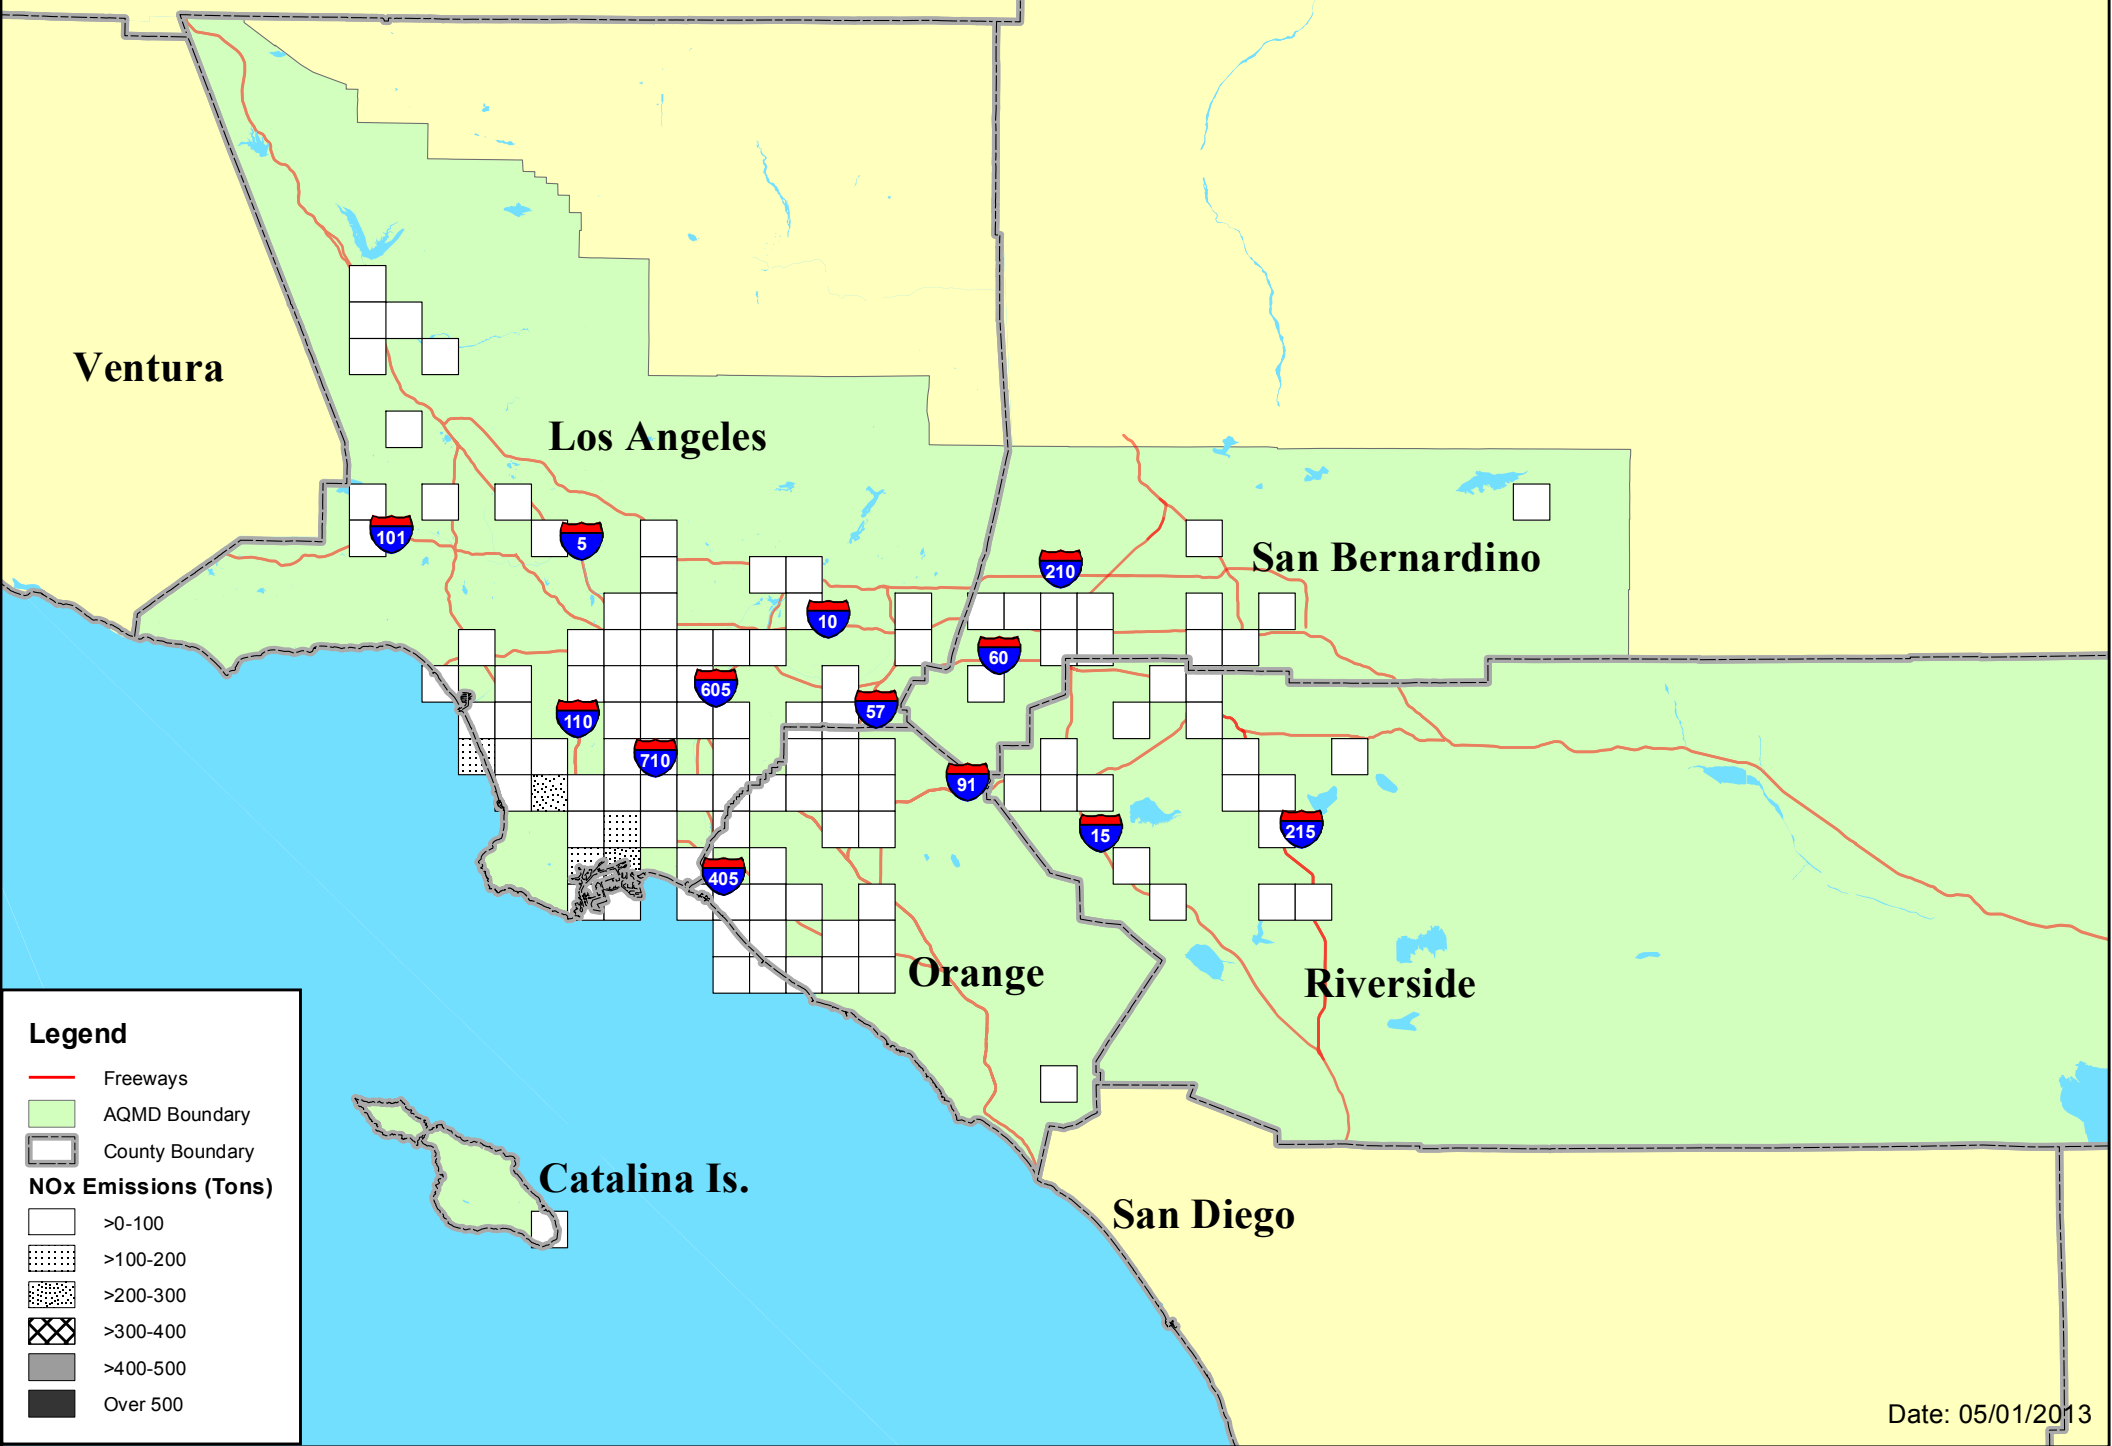 Ventura
Los Angeles
101
5
210
San Bernardino
10
60
605
57
110
710
91
15
215
405
Orange
Riverside
Catalina Is.
San Diego
Legend
Freeways
AQMD Boundary
County Boundary
NOx Emissions (Tons)
>0-100
>100-200
>200-300
>300-400
>400-500
Over 500
Date: 05/01/2013